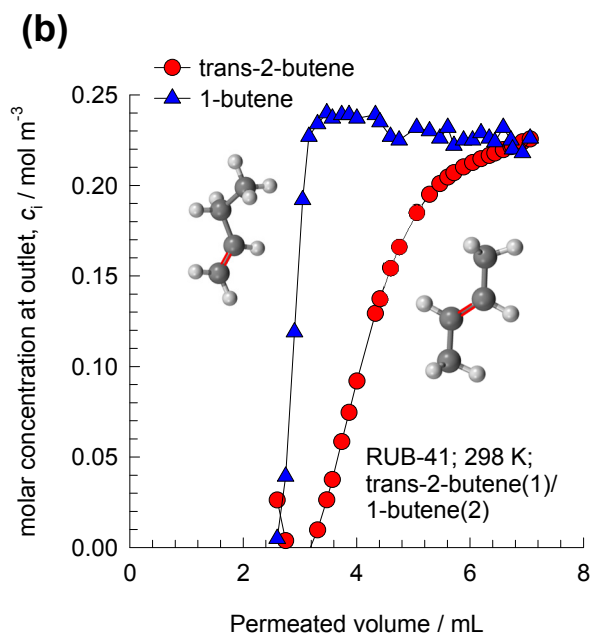 (b)
trans-2-butene
1-butene
0.25
0.20
0.15
0.10
0.05
0.00
molar concentration at outlet, cᵢ / mol m⁻³
RUB-41; 298 K;
trans-2-butene(1)/
1-butene(2)
0 2 4 6 8
Permeated volume / mL